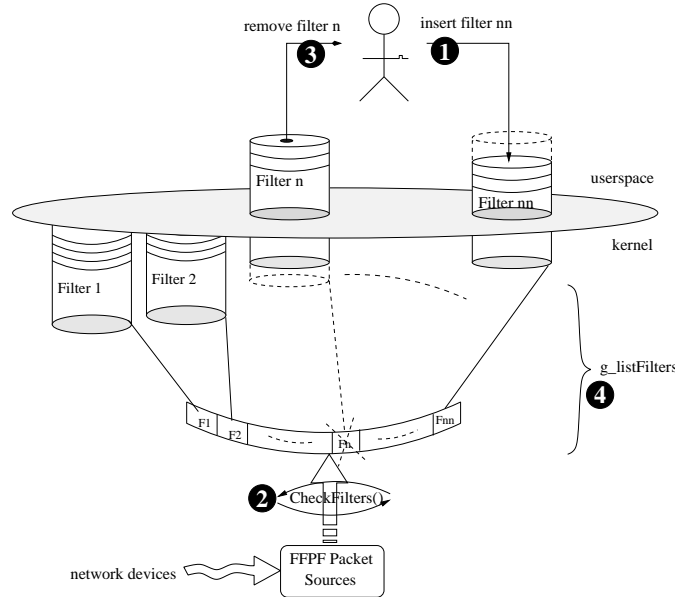 remove filter n
insert filter nn
3
1
Filter n
Filter nn
userspace
kernel
Filter 1
Filter 2
g_listFilters
4
F1
F2
Fn
Fnn
2
CheckFilters()
FFPF Packet
Sources
network devices